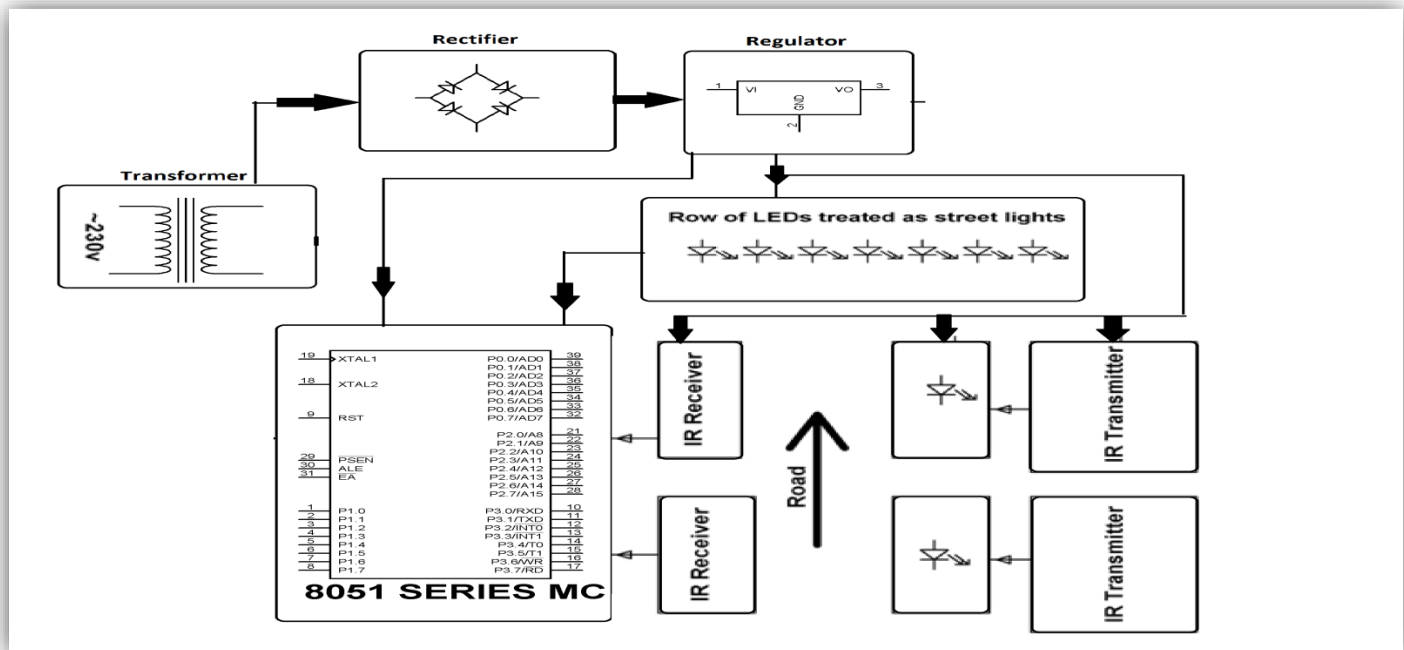 Rectifier
Regulator
1
VI
VO
3
GND
2
Transformer
~230v
Row of LEDs treated as street lights
19
XTAL1
18
XTAL2
9
RST
29
PSEN
30
ALE
31
EA
1
P1.0
2
P1.1
3
P1.2
4
P1.3
5
P1.4
6
P1.5
7
P1.6
8
P1.7
P0.0/AD0
39
P0.1/AD1
38
P0.2/AD2
37
P0.3/AD3
36
P0.4/AD4
35
P0.5/AD5
34
P0.6/AD6
33
P0.7/AD7
32
P2.0/A8
21
P2.1/A9
22
P2.2/A10
23
P2.3/A11
24
P2.4/A12
25
P2.5/A13
26
P2.6/A14
27
P2.7/A15
28
P3.0/RXD
10
P3.1/TXD
11
P3.2/INT0
12
P3.3/INT1
13
P3.4/T0
14
P3.5/T1
15
P3.6/WR
16
P3.7/RD
17
8051 SERIES MC
IR Receiver
IR Receiver
Road
IR Transmitter
IR Transmitter